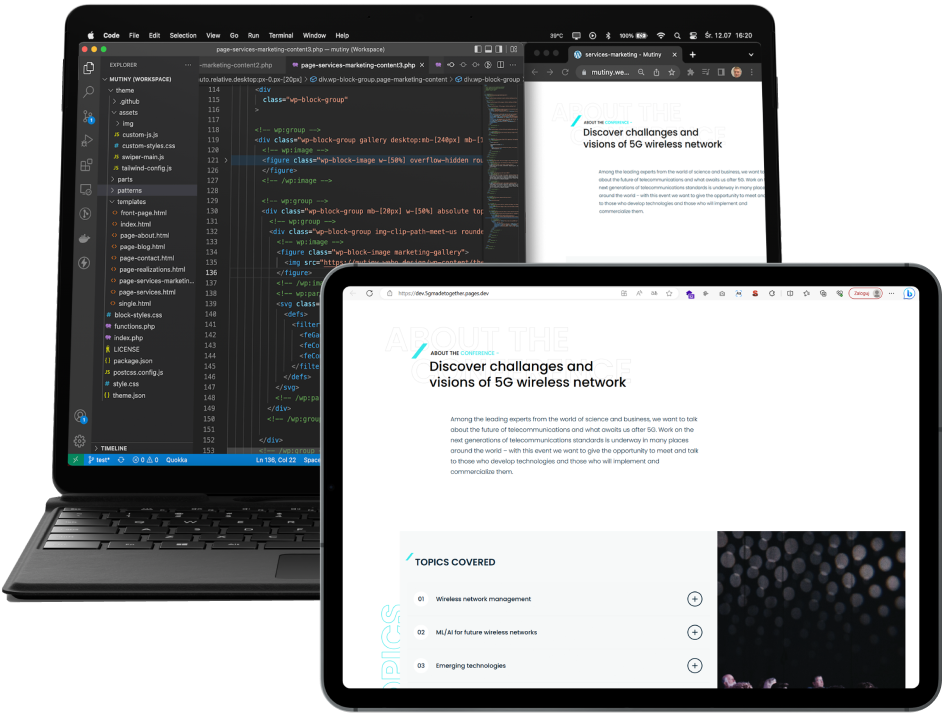 Code File Edit Selection View Go Run Terminal Window Help
39°C 100% Śr. 12.07 16:20
page-services-marketing-content3.php — mutiny (Workspace)
EXPLORER
MUTINY (WORKSPACE)
theme
.github
assets
img
JS custom-js.js
# custom-styles.css
JS swiper-main.js
JS tailwind-config.js
parts
patterns
templates
front-page.html
index.html
page-about.html
page-blog.html
page-contact.html
page-realizations.html
page-services-marketin...
page-services.html
single.html
# block-styles.css
functions.php
index.php
LICENSE
{} package.json
JS postcss.config.js
# style.css
{} theme.json
TIMELINE
test* 0 0 Quokka
Ln 136, Col 22 Space
-marketing-content2.php page-services-marketing-content3.php
auto.relative.desktop:px-0.px-[20px] > div.wp-block-group.page-marketing-content > div.wp-block-group
114 <div
115 class="wp-block-group"
116 >
117
118 <!-- wp:group -->
119 <div class="wp-block-group gallery desktop:mb-[240px] mb-[
120 <!-- wp:image -->
121 <figure class="wp-block-image w-[50%] overflow-hidden rou
126 </figure>
127 <!-- /wp:image -->
128
129 <!-- wp:group -->
130 <div class="wp-block-group mb-[20px] w-[50%] absolute top
131 <!-- wp:group -->
132 <div class="wp-block-group img-clip-path-meet-us rounde
133 <!-- wp:image -->
134 <figure class="wp-block-image marketing-gallery">
135 <img src="https://mutiny.webo.design/wp-content/the
136 </figure>
137 <!-- /wp:im
138 <!-- wp:par
139 <svg class=
140 <defs>
141 <filter
142 <feGa
143 <feCo
144 <feCo
145 </filte
146 </defs>
147 </svg>
148 <!-- /wp:pa
149 </div>
150 <!-- /wp:group
151
152 </div>
153 <!-- /wp:group
services-marketing - Mutiny
mutiny.we...
ABOUT THE
ABOUT THE CONFERENCE –
Discover challanges and
visions of 5G wireless network
Among the leading experts from the world of science and business, we want to
about the future of telecommunications and what awaits us after 5G. Work on
next generations of telecommunications standards is underway in many places
around the world – with this event we want to give the opportunity to meet and
to those who develop technologies and those who will implement and
commercialize them.
https://dev.5gmadetogether.pages.dev
Zaloguj
ABOUT THE
CONFERENCE
ABOUT THE CONFERENCE –
Discover challanges and
visions of 5G wireless network
Among the leading experts from the world of science and business, we want to talk
about the future of telecommunications and what awaits us after 5G. Work on the
next generations of telecommunications standards is underway in many places
around the world – with this event we want to give the opportunity to meet and talk
to those who develop technologies and those who will implement and
commercialize them.
TOPICS COVERED
01 Wireless network management
02 ML/AI for future wireless networks
03 Emerging technologies
OPICS